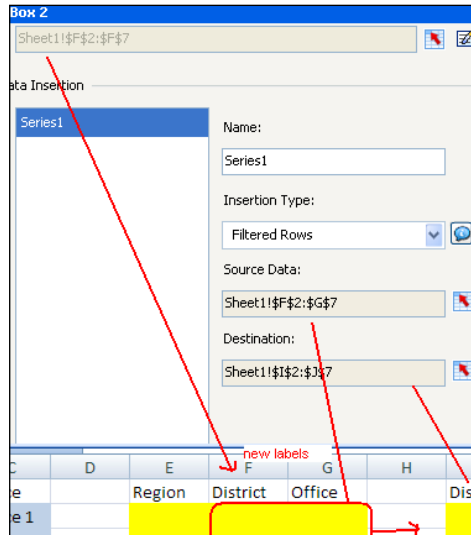 Box 2
Sheet1!$F$2:$F$7
ata Insertion
Series1
Name:
Series1
Insertion Type:
Filtered Rows
Source Data:
Sheet1!$F$2:$G$7
Destination:
Sheet1!$I$2:$J$7
new labels
C D E F G H
e Region District Office Dis
e 1